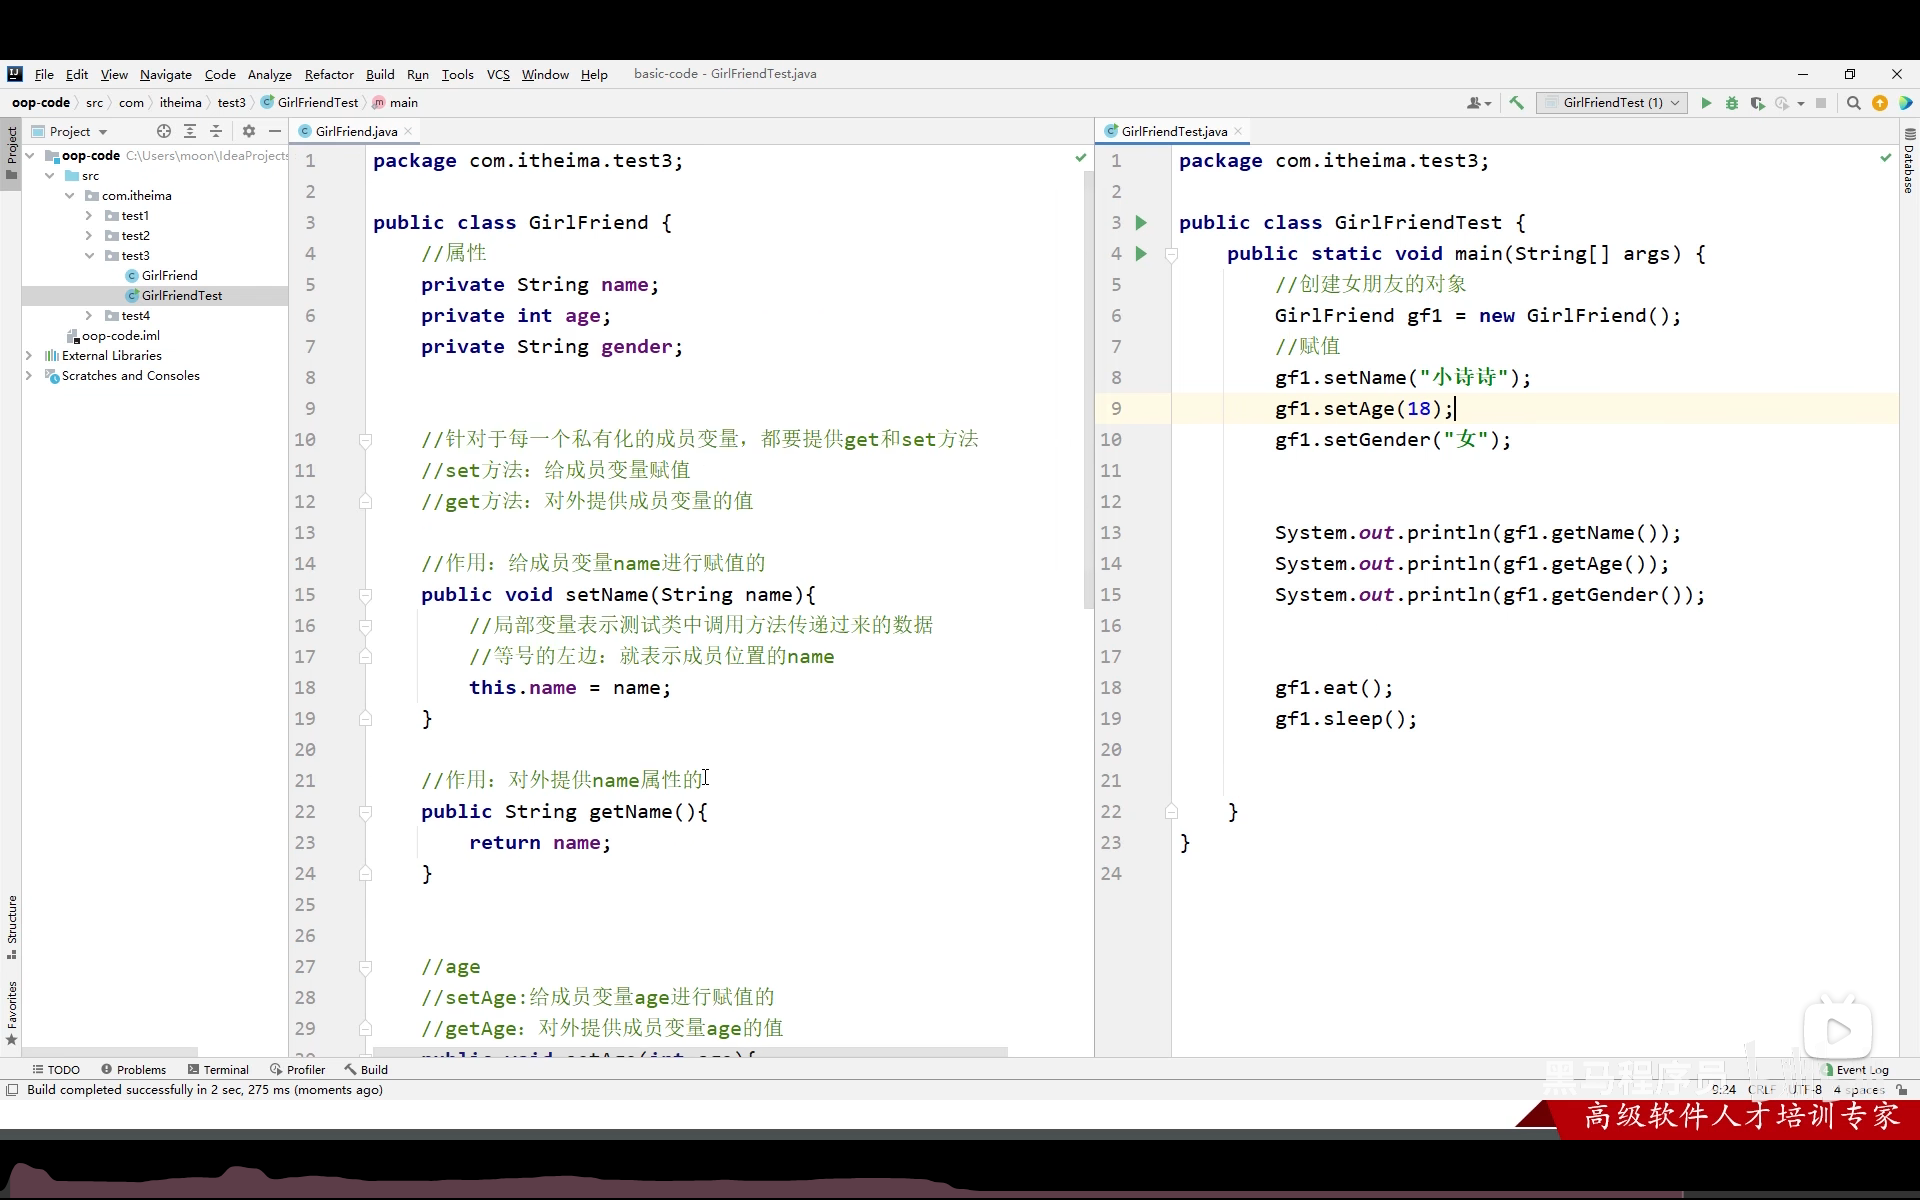 File Edit View Navigate Code Analyze Refactor Build Run Tools VCS Window Help basic-code - GirlFriendTest.java
oop-code src com itheima test3 GirlFriendTest main
GirlFriendTest (1)
Project
Project
oop-code C:\Users\moon\IdeaProjects
src
com.itheima
test1
test2
test3
GirlFriend
GirlFriendTest
test4
oop-code.iml
External Libraries
Scratches and Consoles
Structure
Favorites
GirlFriend.java
1 package com.itheima.test3;
2
3 public class GirlFriend {
4 //属性
5 private String name;
6 private int age;
7 private String gender;
8
9
10 //针对于每一个私有化的成员变量，都要提供get和set方法
11 //set方法：给成员变量赋值
12 //get方法：对外提供成员变量的值
13
14 //作用：给成员变量name进行赋值的
15 public void setName(String name){
16 //局部变量表示测试类中调用方法传递过来的数据
17 //等号的左边：就表示成员位置的name
18 this.name = name;
19 }
20
21 //作用：对外提供name属性的
22 public String getName(){
23 return name;
24 }
25
26
27 //age
28 //setAge:给成员变量age进行赋值的
29 //getAge：对外提供成员变量age的值
30 public void setAge(int age){
GirlFriendTest.java
1 package com.itheima.test3;
2
3 public class GirlFriendTest {
4 public static void main(String[] args) {
5 //创建女朋友的对象
6 GirlFriend gf1 = new GirlFriend();
7 //赋值
8 gf1.setName("小诗诗");
9 gf1.setAge(18);
10 gf1.setGender("女");
11
12
13 System.out.println(gf1.getName());
14 System.out.println(gf1.getAge());
15 System.out.println(gf1.getGender());
16
17
18 gf1.eat();
19 gf1.sleep();
20
21
22 }
23 }
24
Database
TODO Problems Terminal Profiler Build Event Log
Build completed successfully in 2 sec, 275 ms (moments ago) 9:24 CRLF UTF-8 4 spaces
黑马程序员
高级软件人才培训专家